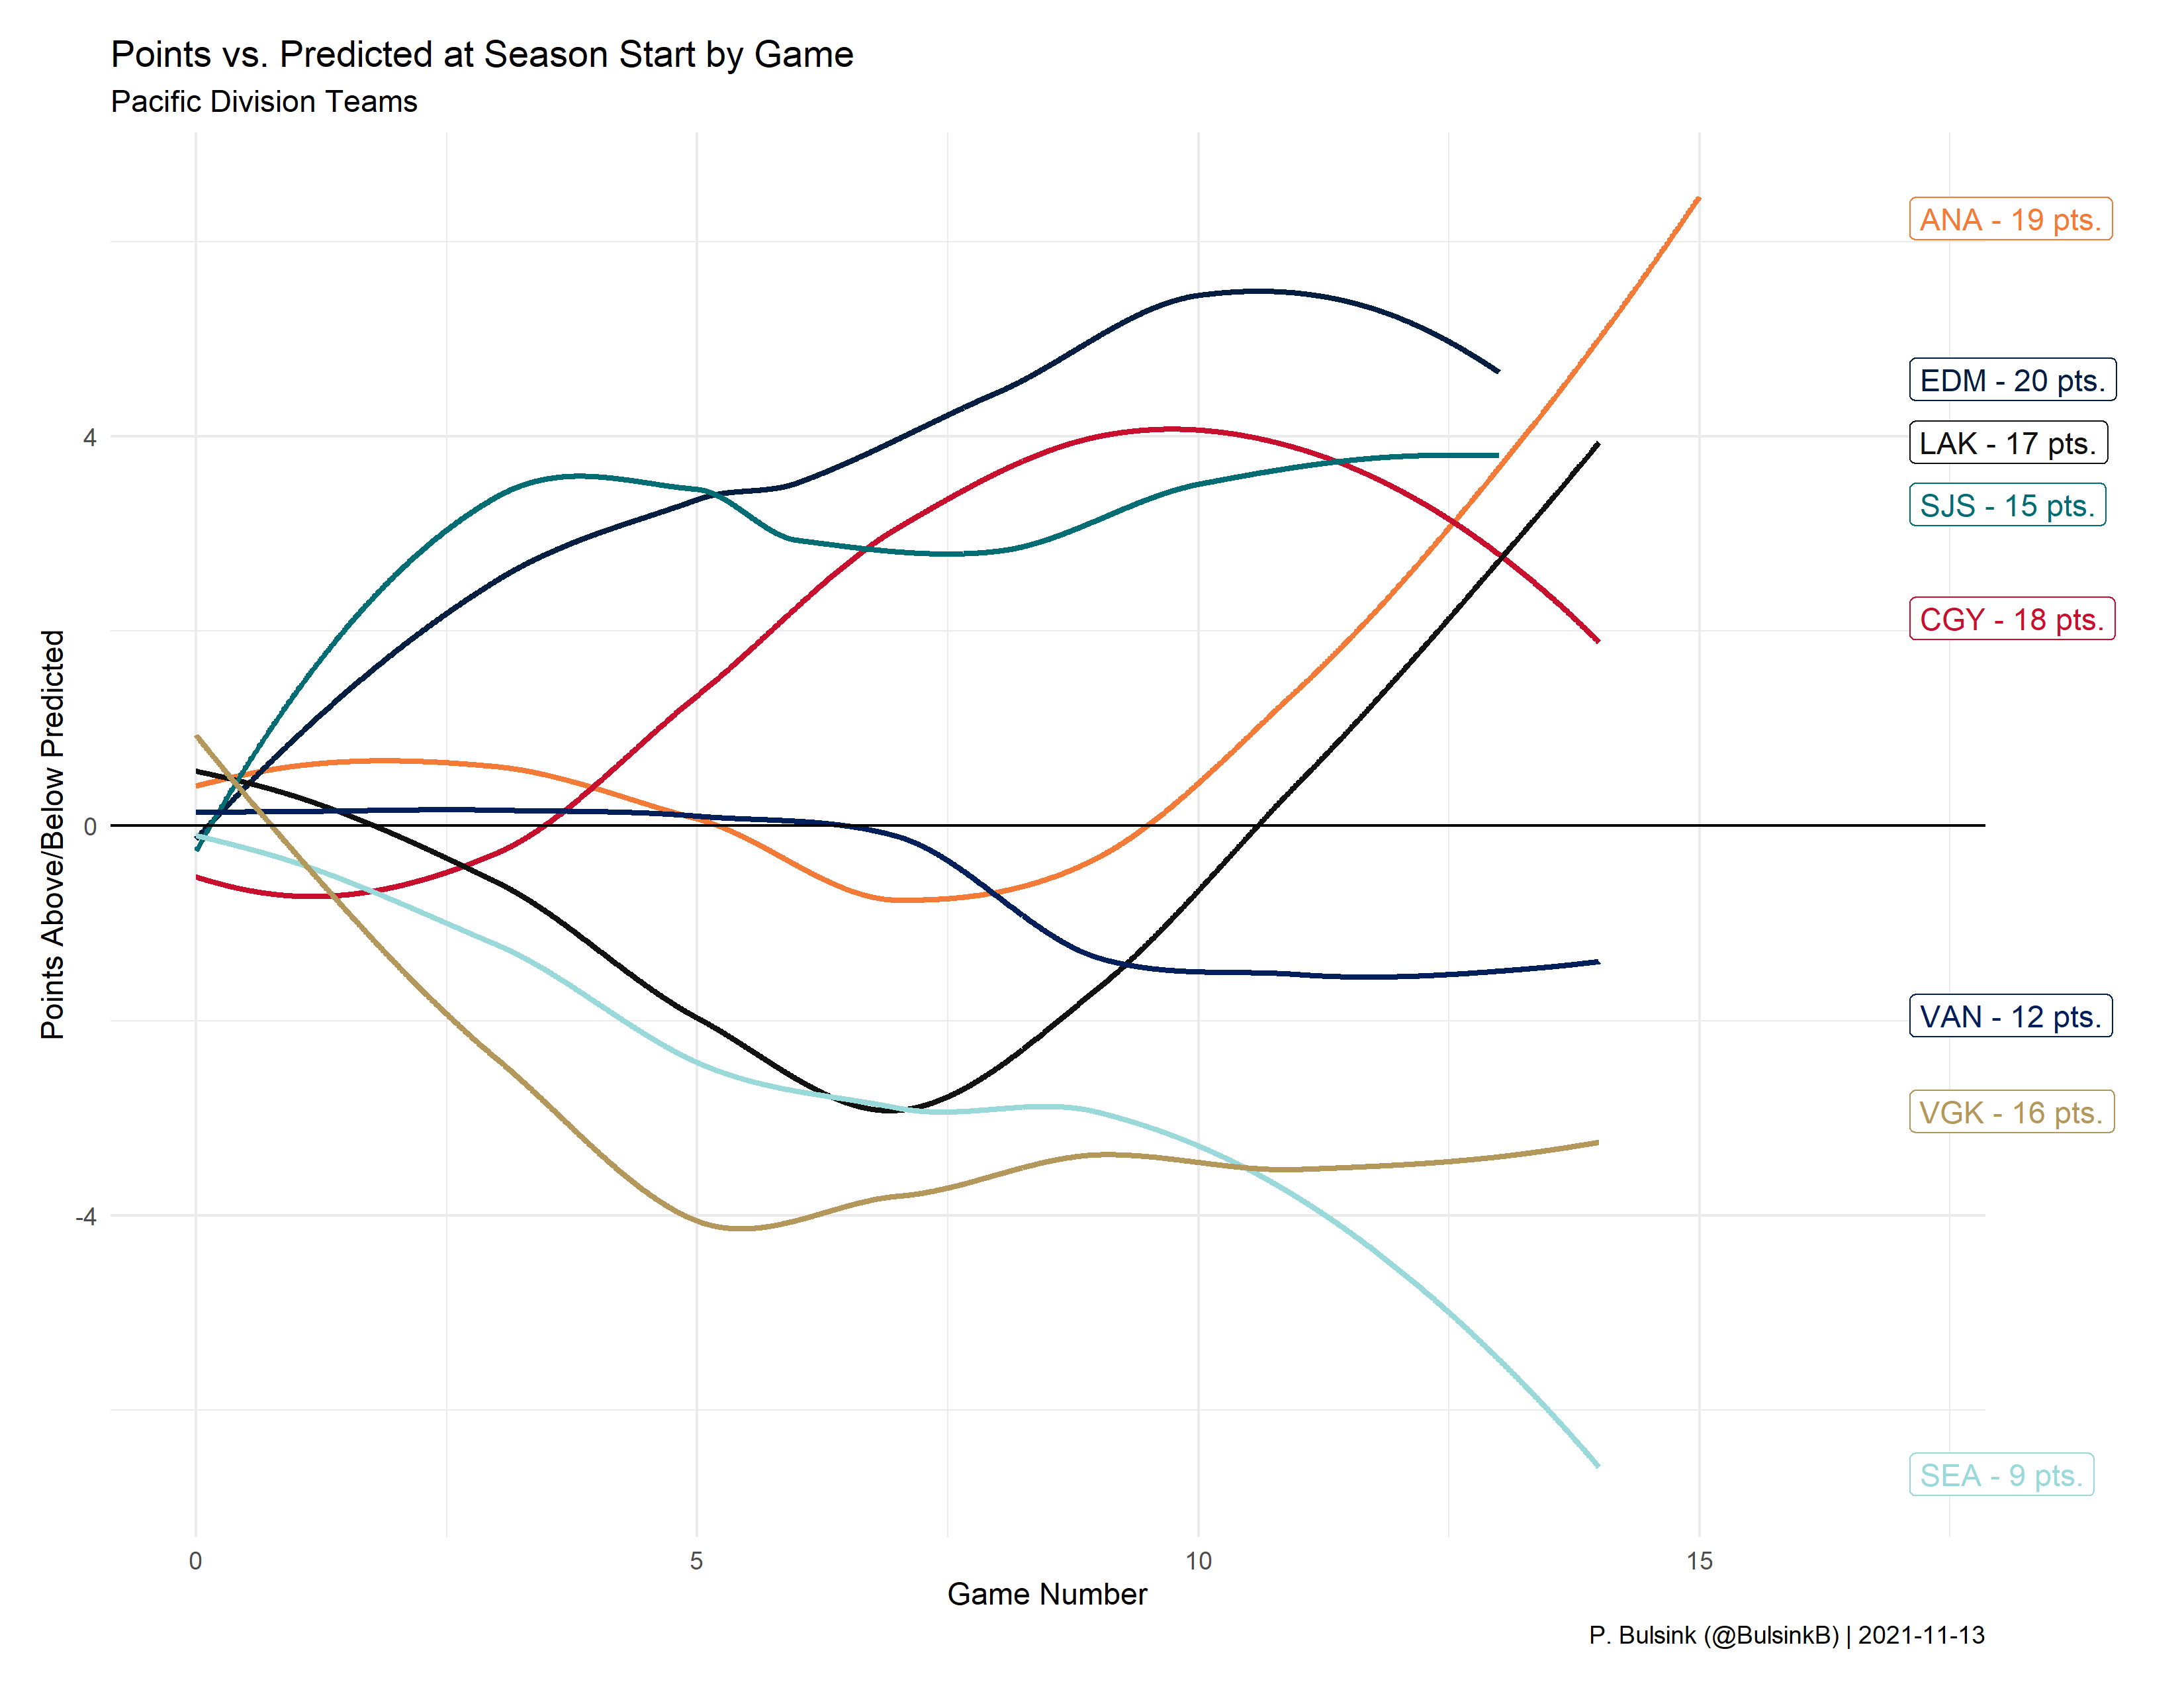 Points vs. Predicted at Season Start by Game
Pacific Division Teams
Points Above/Below Predicted
4
0
-4
ANA - 19 pts.
EDM - 20 pts.
LAK - 17 pts.
SJS - 15 pts.
CGY - 18 pts.
VAN - 12 pts.
VGK - 16 pts.
SEA - 9 pts.
0 5 10 15
Game Number
P. Bulsink (@BulsinkB) | 2021-11-13